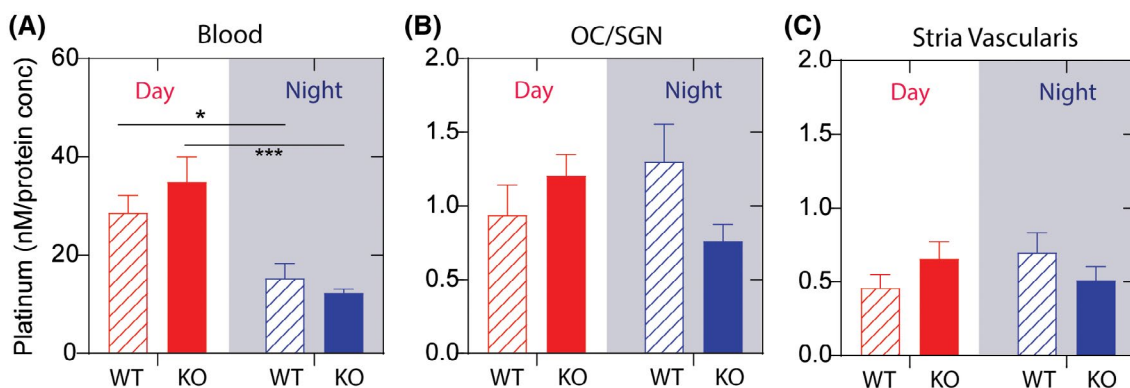 (A) Blood
Platinum (nM/protein conc)
60
40
20
0
Day Night
*
***
WT KO WT KO
(B) OC/SGN
2.0
1.5
1.0
0.5
0.0
Day Night
WT KO WT KO
(C) Stria Vascularis
2.0
1.5
1.0
0.5
0.0
Day Night
WT KO WT KO